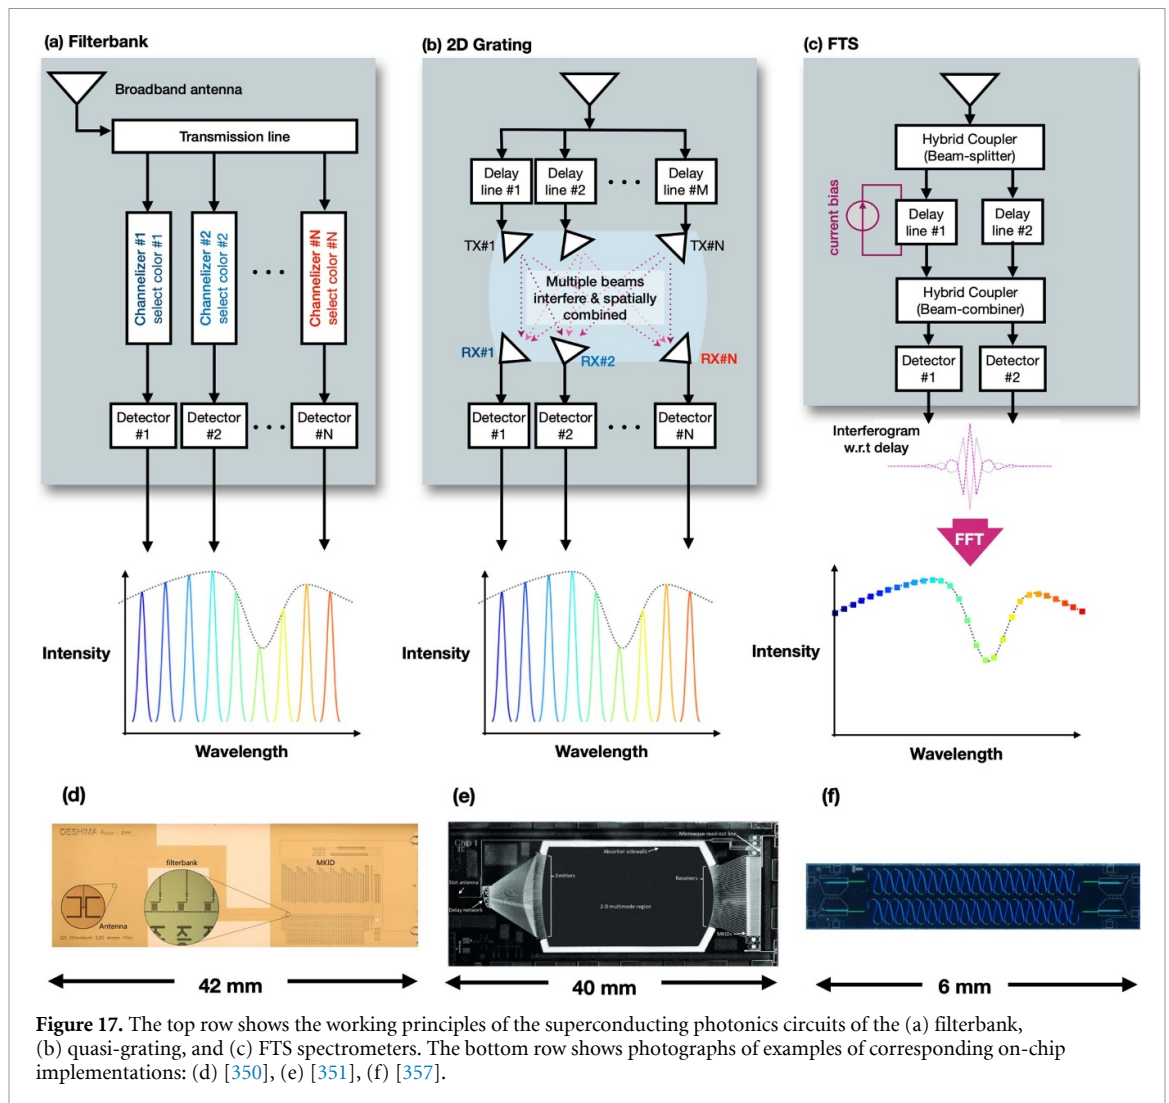 (a) Filterbank
Broadband antenna
Transmission line
Channelizer #1
select color #1
Channelizer #2
select color #2
• • •
Channelizer #N
select color #N
Detector
#1
Detector
#2
• • •
Detector
#N
Intensity
Wavelength
(b) 2D Grating
Delay
line #1
Delay
line #2
• • •
Delay
line #M
TX#1
TX#N
Multiple beams
interfere & spatially
combined
RX#1
RX#2
RX#N
Detector
#1
Detector
#2
• • •
Detector
#N
Intensity
Wavelength
(c) FTS
Hybrid Coupler
(Beam-splitter)
current bias
Delay
line #1
Delay
line #2
Hybrid Coupler
(Beam-combiner)
Detector
#1
Detector
#2
Interferogram
w.r.t delay
FFT
Intensity
Wavelength
(d)
DESHIMA
filterbank
MKID
Antenna
42 mm
(e)
Chip 1
Microwave read-out line
Absorber sidewalls
Slot antenna
Emitters
Receivers
Delay network
2-D multimode region
MKIDs
40 mm
(f)
6 mm
Figure 17. The top row shows the working principles of the superconducting photonics circuits of the (a) filterbank,
(b) quasi-grating, and (c) FTS spectrometers. The bottom row shows photographs of examples of corresponding on-chip
implementations: (d) [350], (e) [351], (f) [357].